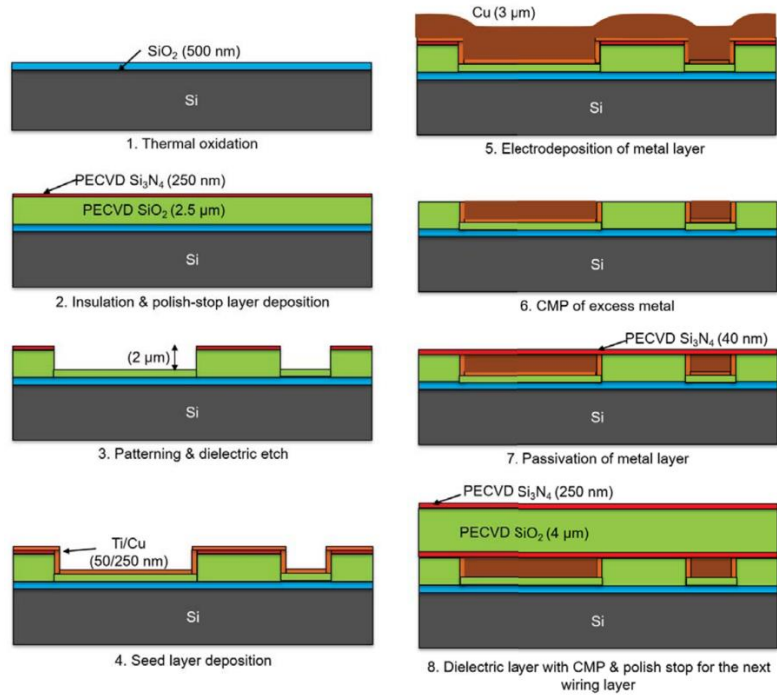 SiO₂ (500 nm)
Si
1. Thermal oxidation
PECVD Si₃N₄ (250 nm)
PECVD SiO₂ (2.5 µm)
Si
2. Insulation & polish-stop layer deposition
(2 µm)
Si
3. Patterning & dielectric etch
Ti/Cu
(50/250 nm)
Si
4. Seed layer deposition
Cu (3 µm)
Si
5. Electrodeposition of metal layer
Si
6. CMP of excess metal
PECVD Si₃N₄ (40 nm)
Si
7. Passivation of metal layer
PECVD Si₃N₄ (250 nm)
PECVD SiO₂ (4 µm)
Si
8. Dielectric layer with CMP & polish stop for the next
wiring layer